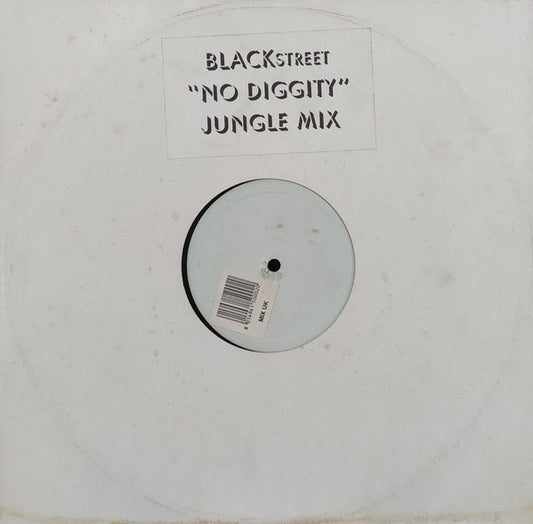 BLACKSTREET
"NO DIGGITY"
JUNGLE MIX
MIX UK